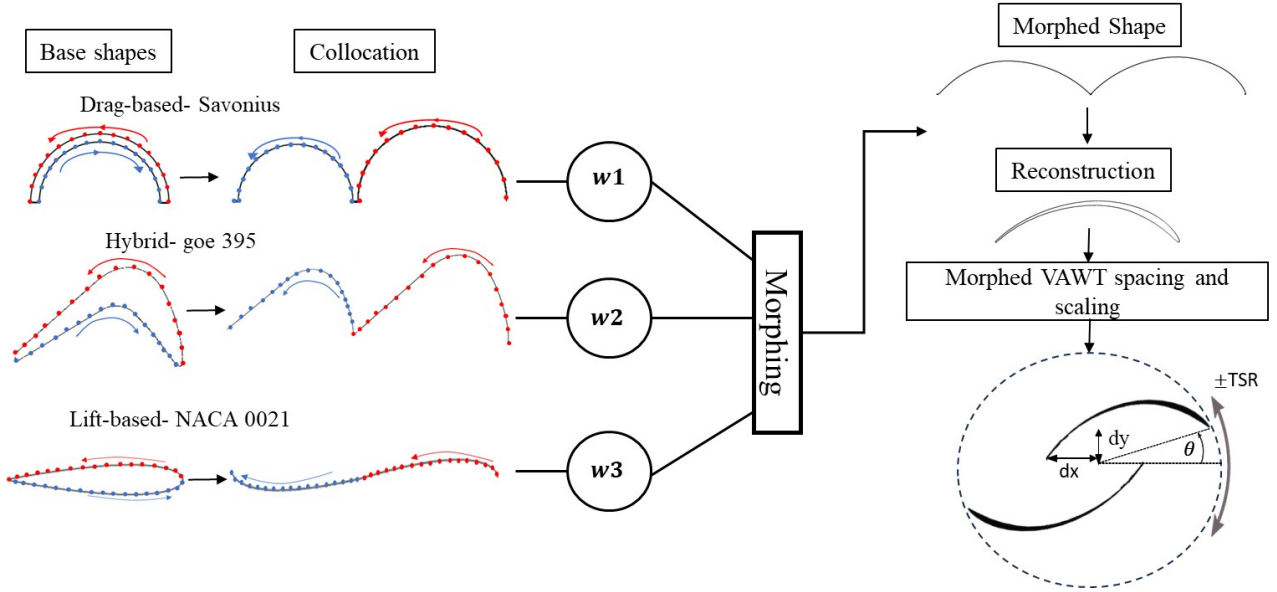 Base shapes
Collocation
Drag-based- Savonius
w1
Hybrid- goe 395
w2
Lift-based- NACA 0021
w3
Morphing
Morphed Shape
Reconstruction
Morphed VAWT spacing and
scaling
±TSR
dy
θ
dx